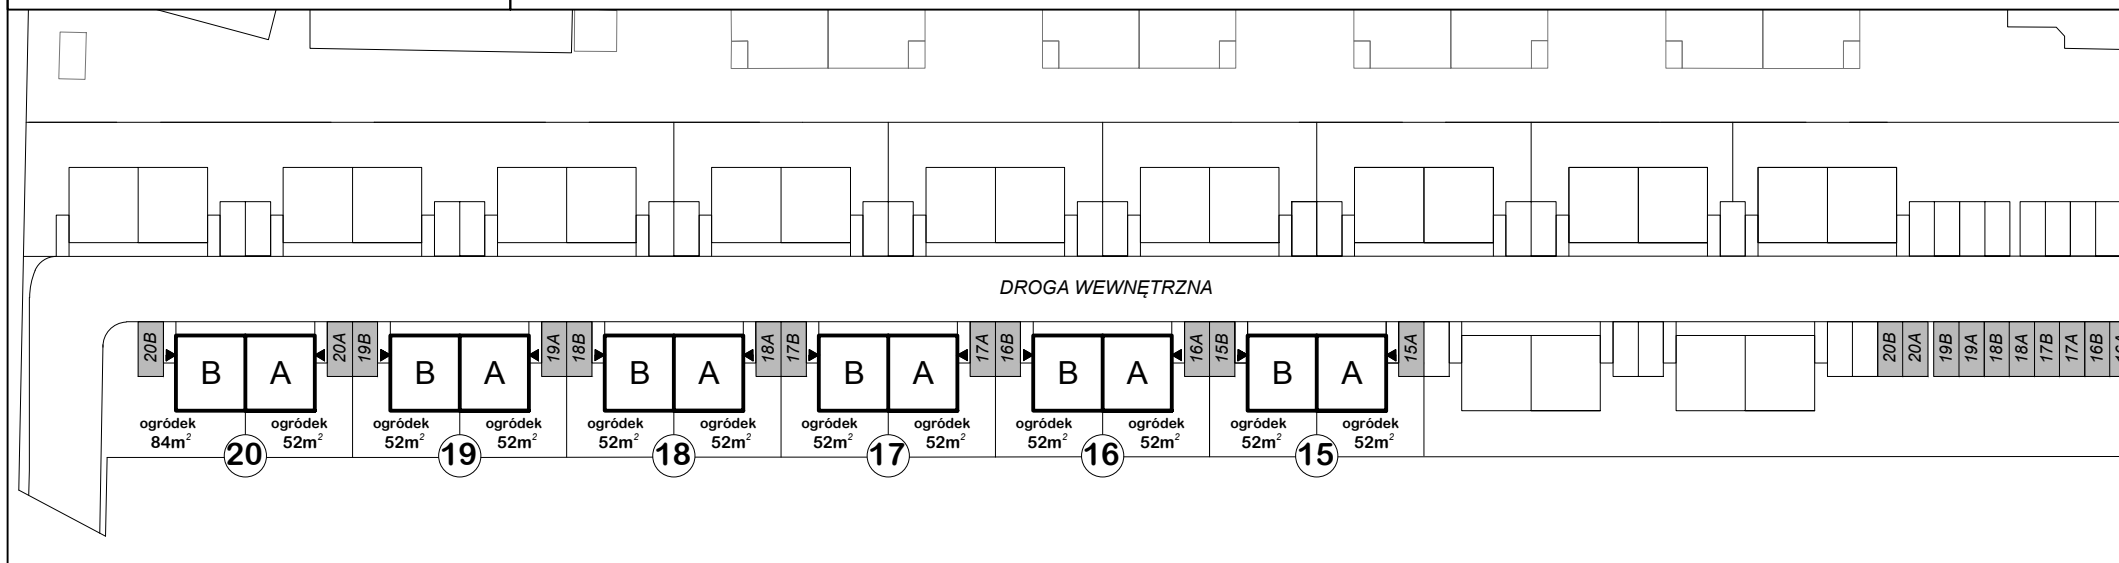 DROGA WEWNĘTRZNA
20B
B
A
20A
19B
B
A
19A
18B
B
A
18A
17B
B
A
17A
16B
B
A
16A
15B
B
A
15A
20B
20A
19B
19A
18B
18A
17B
17A
16B
ogródek
84m²
ogródek
52m²
ogródek
52m²
ogródek
52m²
ogródek
52m²
ogródek
52m²
ogródek
52m²
ogródek
52m²
ogródek
52m²
ogródek
52m²
ogródek
52m²
ogródek
52m²
20
19
18
17
16
15